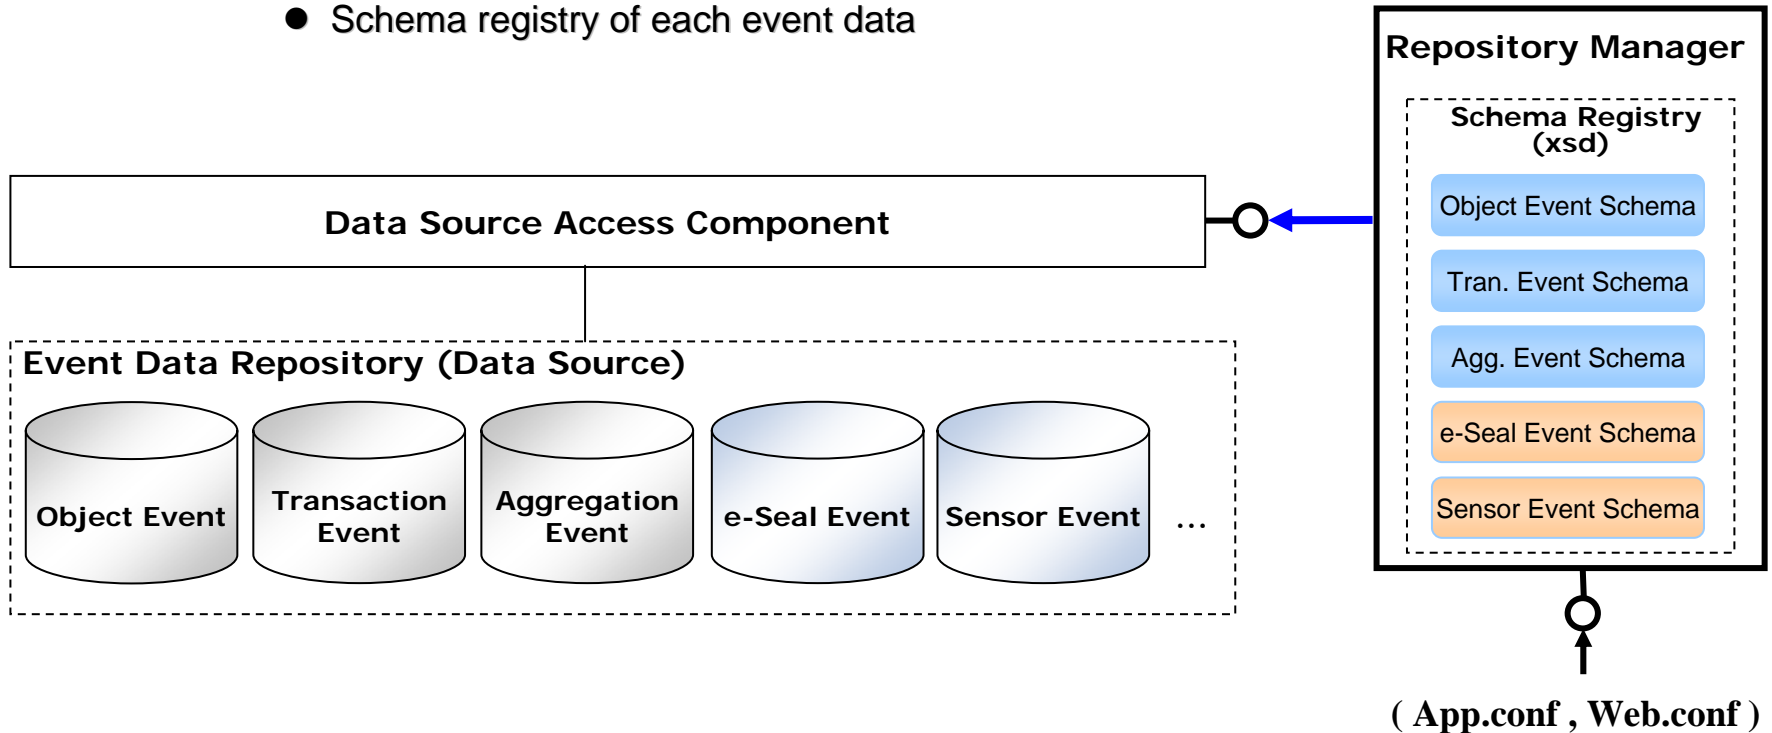 ● Schema registry of each event data
Repository Manager
Schema Registry
(xsd)
Object Event Schema
Tran. Event Schema
Agg. Event Schema
e-Seal Event Schema
Sensor Event Schema
Data Source Access Component
Event Data Repository (Data Source)
Object Event
Transaction
Event
Aggregation
Event
e-Seal Event
Sensor Event
...
( App.conf , Web.conf )